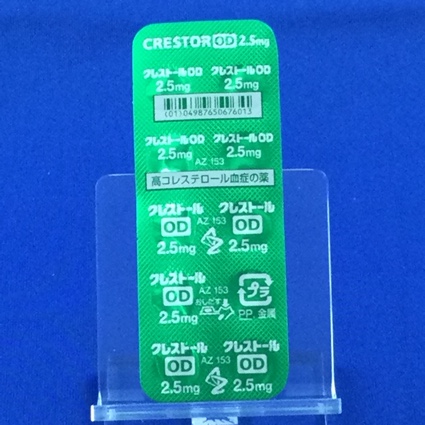 CRESTOR OD 2.5mg
クレストールOD クレストールOD
2.5mg 2.5mg
(01)04987650676013
クレストールOD クレストールOD
2.5mg 2.5mg
AZ 153
高コレステロール血症の薬
クレストール クレストール
OD AZ 153 OD
2.5mg 2.5mg
クレストール
OD AZ 153 プラ
おしだす
2.5mg PP, 金属
クレストール クレストール
OD AZ 153 OD
2.5mg 2.5mg